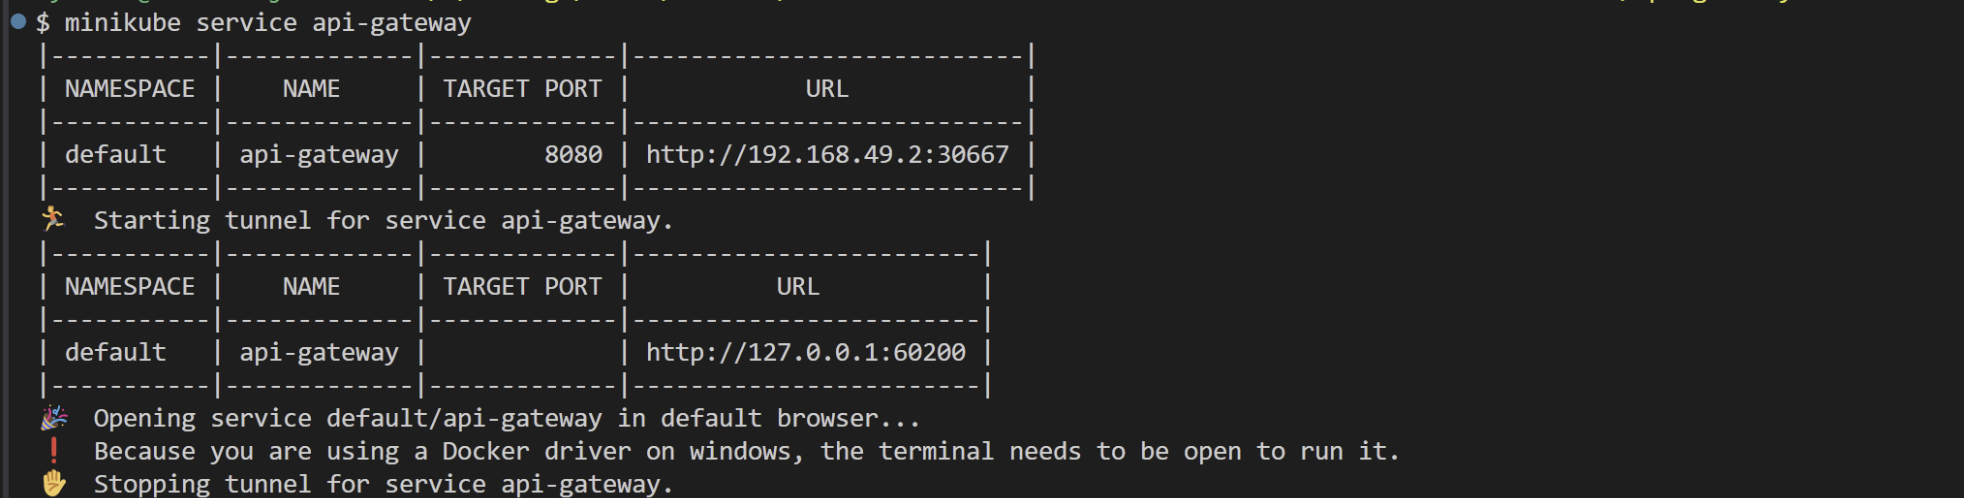 $ minikube service api-gateway
|-----------|-------------|-------------|---------------------------|
| NAMESPACE |    NAME     | TARGET PORT |            URL            |
|-----------|-------------|-------------|---------------------------|
| default   | api-gateway |        8080 | http://192.168.49.2:30667 |
|-----------|-------------|-------------|---------------------------|
🏃  Starting tunnel for service api-gateway.
|-----------|-------------|-------------|------------------------|
| NAMESPACE |    NAME     | TARGET PORT |          URL           |
|-----------|-------------|-------------|------------------------|
| default   | api-gateway |             | http://127.0.0.1:60200 |
|-----------|-------------|-------------|------------------------|
🎉  Opening service default/api-gateway in default browser...
❗  Because you are using a Docker driver on windows, the terminal needs to be open to run it.
✋  Stopping tunnel for service api-gateway.